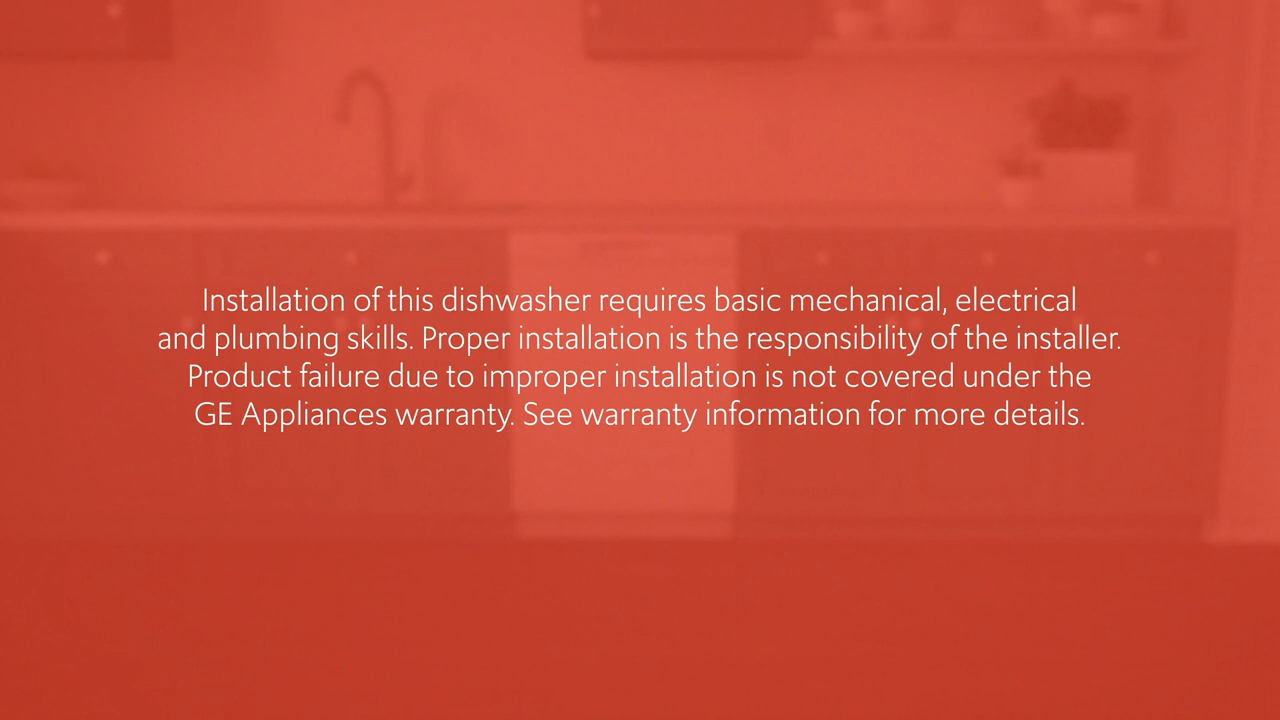 Installation of this dishwasher requires basic mechanical, electrical
and plumbing skills. Proper installation is the responsibility of the installer.
Product failure due to improper installation is not covered under the
GE Appliances warranty. See warranty information for more details.